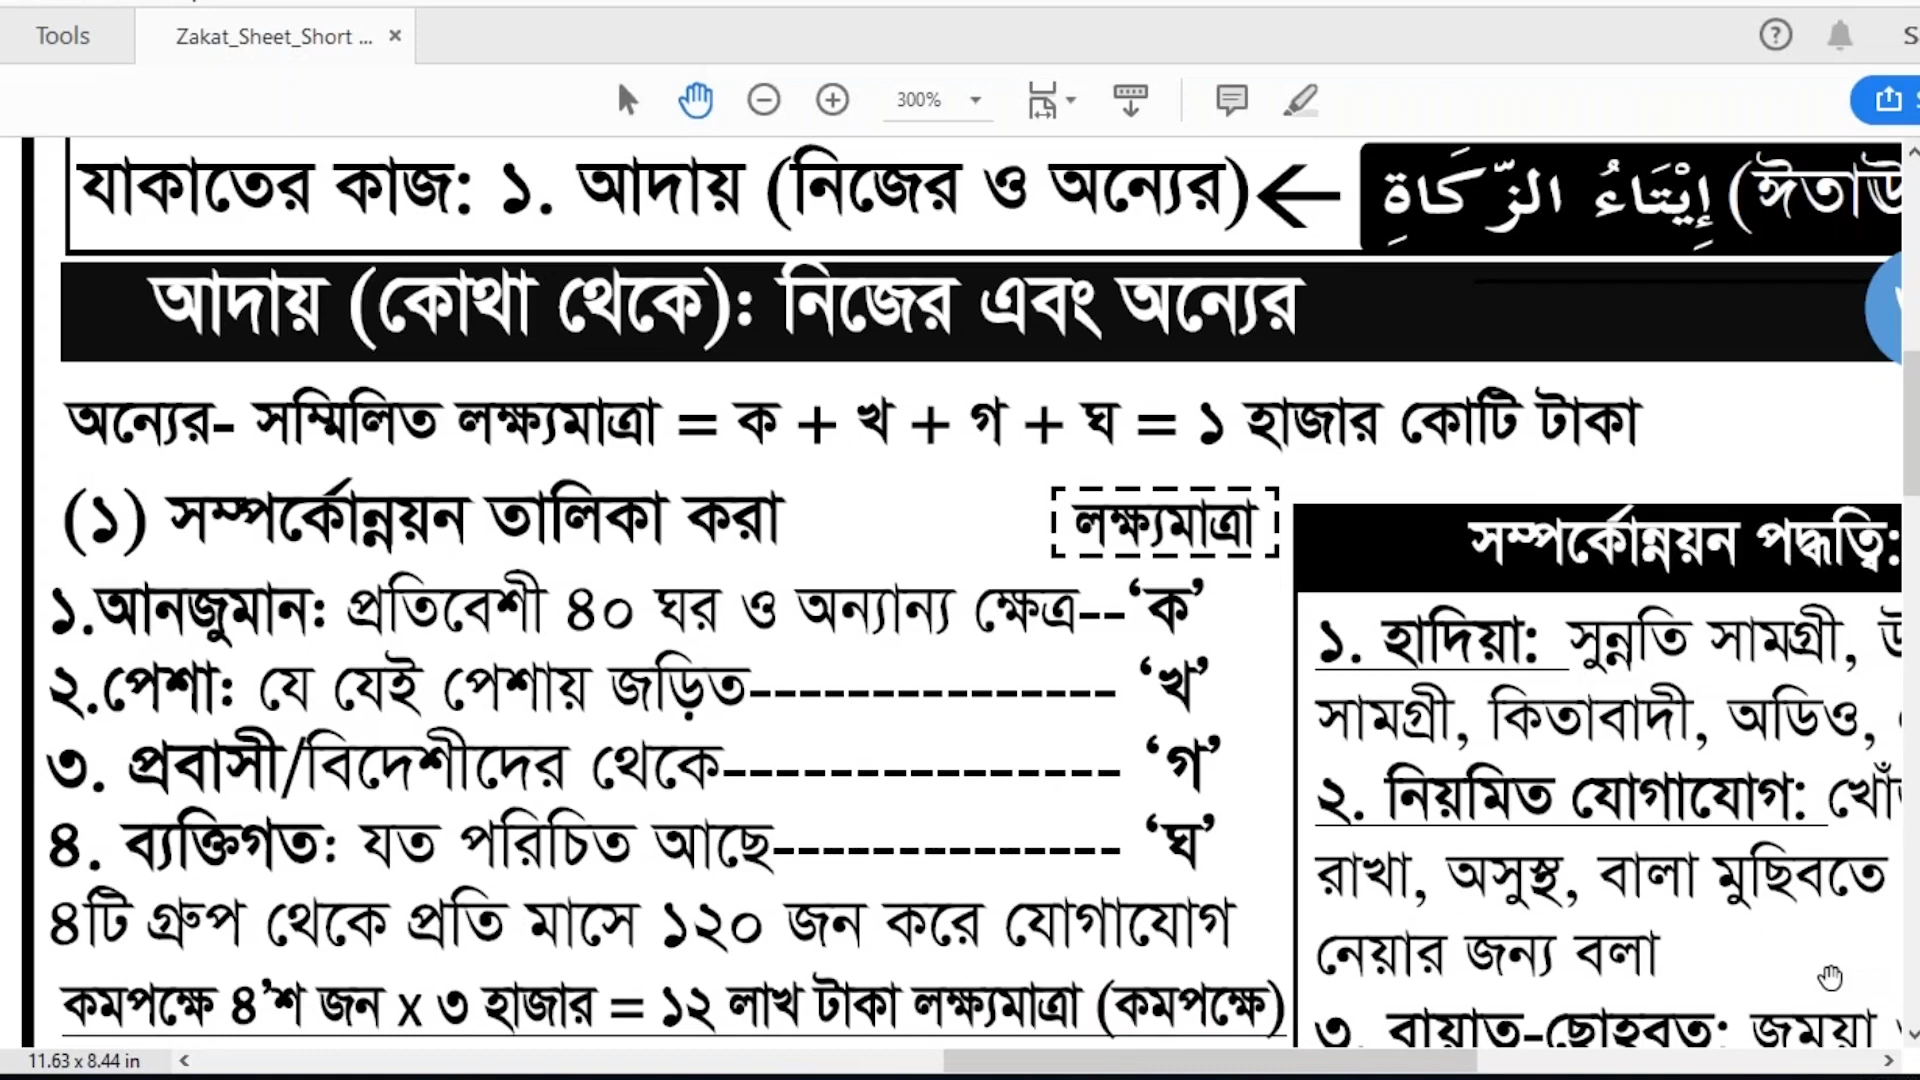 Tools
Zakat_Sheet_Short ...
300%
যাকাতের কাজ: ১. আদায় (নিজের ও অন্যের)
إِيْتَاءُ الزَّكَاةِ (ঈতাউ
আদায় (কোথা থেকে)ঃ নিজের এবং অন্যের
অন্যের- সম্মিলিত লক্ষ্যমাত্রা = ক + খ + গ + ঘ = ১ হাজার কোটি টাকা
(১) সম্পর্কোন্নয়ন তালিকা করা
লক্ষ্যমাত্রা
১.আনজুমানঃ প্রতিবেশী ৪০ ঘর ও অন্যান্য ক্ষেত্র--‘ক’
২.পেশাঃ যে যেই পেশায় জড়িত--------------- ‘খ’
৩. প্রবাসী/বিদেশীদের থেকে--------------- ‘গ’
৪. ব্যক্তিগতঃ যত পরিচিত আছে-------------- ‘ঘ’
৪টি গ্রুপ থেকে প্রতি মাসে ১২০ জন করে যোগাযোগ
কমপক্ষে ৪’শ জন x ৩ হাজার = ১২ লাখ টাকা লক্ষ্যমাত্রা (কমপক্ষে)
সম্পর্কোন্নয়ন পদ্ধত্বি:
১. হাদিয়া: সুন্নতি সামগ্রী,
সামগ্রী, কিতাবাদী, অডিও,
২. নিয়মিত যোগাযোগ:
রাখা, অসুস্থ, বালা মুছিবতে
নেয়ার জন্য বলা
৩. বায়াত-ছোহবত: জুময়া
11.63 x 8.44 in